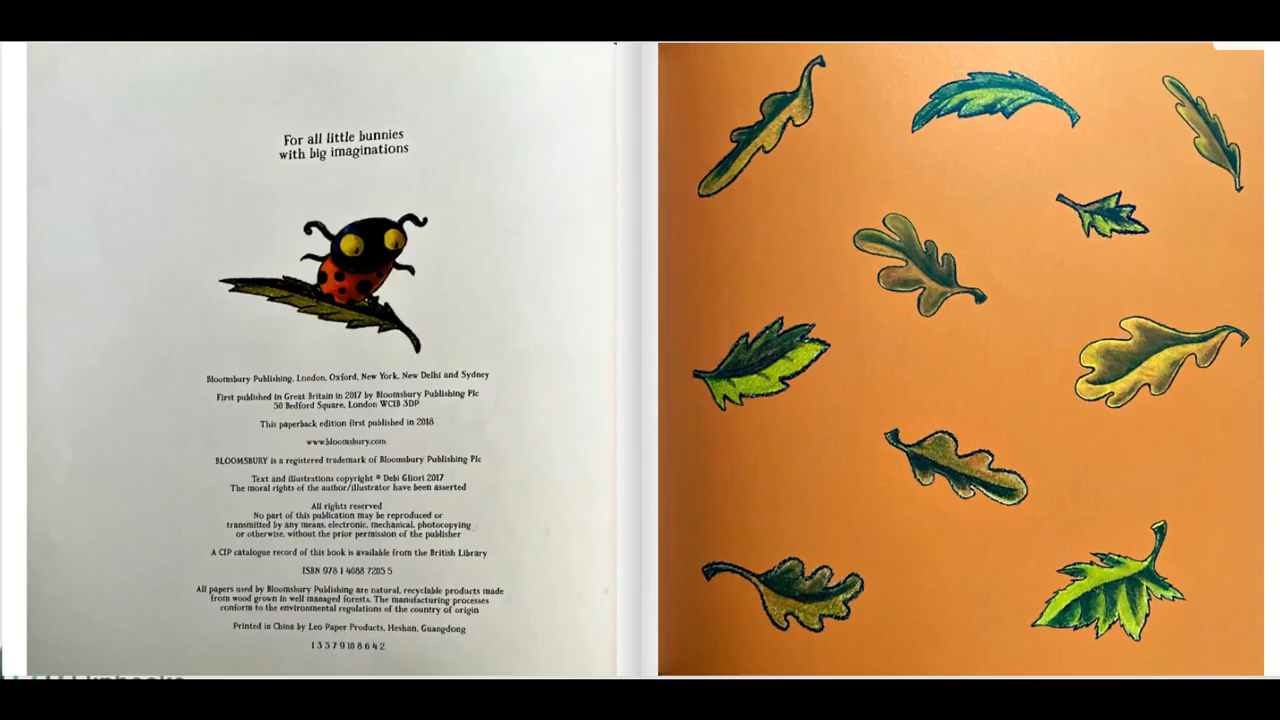 For all little bunnies
with big imaginations
Bloomsbury Publishing, London, Oxford, New York, New Delhi and Sydney
First published in Great Britain in 2017 by Bloomsbury Publishing Plc
50 Bedford Square, London WC1B 3DP
This paperback edition first published in 2018
www.bloomsbury.com
BLOOMSBURY is a registered trademark of Bloomsbury Publishing Plc
Text and illustrations copyright © Debi Gliori 2017
The moral rights of the author/illustrator have been asserted
All rights reserved
No part of this publication may be reproduced or
transmitted by any means, electronic, mechanical, photocopying
or otherwise, without the prior permission of the publisher
A CIP catalogue record of this book is available from the British Library
ISBN 978 1 4088 7205 5
All papers used by Bloomsbury Publishing are natural, recyclable products made
from wood grown in well managed forests. The manufacturing processes
conform to the environmental regulations of the country of origin
Printed in China by Leo Paper Products, Heshan, Guangdong
1 3 5 7 9 10 8 6 4 2